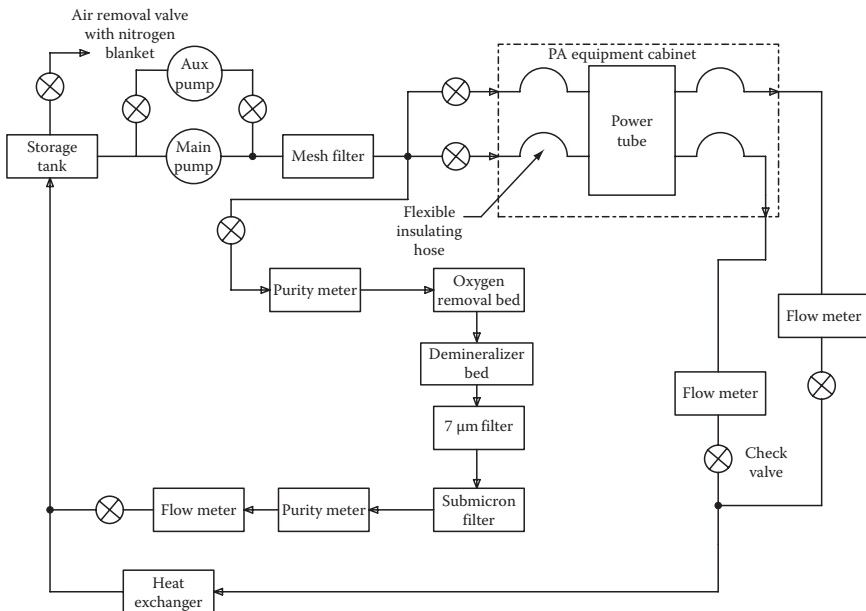 Air removal valve
with nitrogen
blanket
Aux
pump
PA equipment cabinet
Storage
tank
Main
pump
Mesh filter
Power
tube
Flexible
insulating
hose
Purity meter
Oxygen
removal bed
Flow meter
Demineralizer
bed
Flow meter
7 μm filter
Check
valve
Flow meter
Purity meter
Submicron
filter
Heat
exchanger